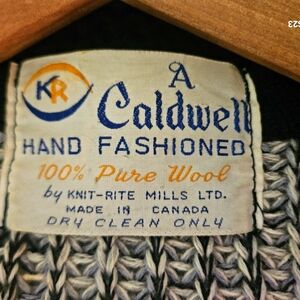 KR
A
Caldwell
HAND FASHIONED
100% Pure Wool
by KNIT-RITE MILLS LTD.
MADE IN CANADA
DRY CLEAN ONLY